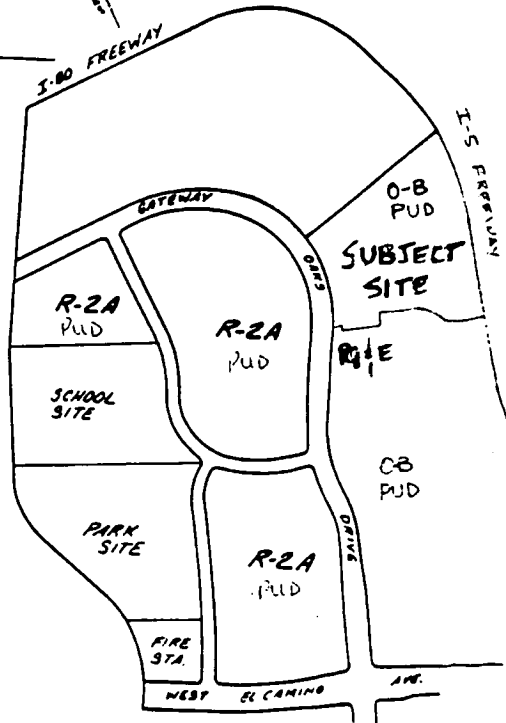 I-80 FREEWAY
I-5 FREEWAY
O-B
PUD
SUBJECT
SITE
GATEWAY
OAKS
R-2A
PUD
R-2A
PUD
PG&E
SCHOOL
SITE
OB
PUD
PARK
SITE
R-2A
PUD
DRIVE
FIRE
STA.
WEST EL CAMINO AVE.